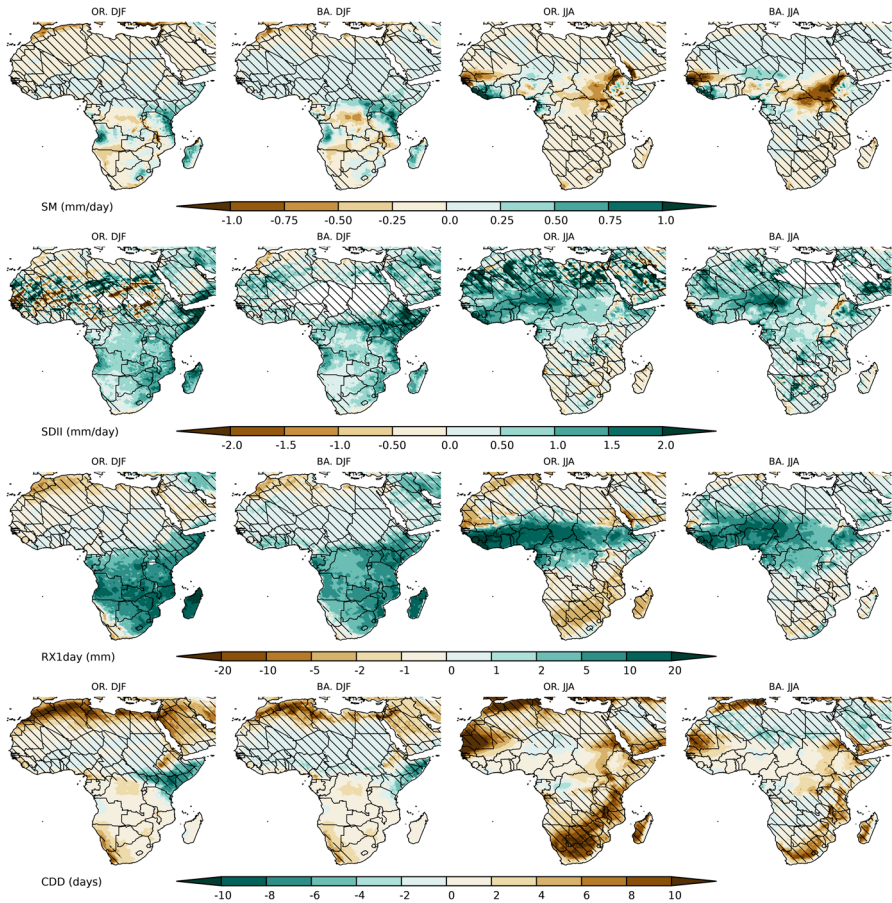 OR. DJF BA. DJF OR. JJA BA. JJA
SM (mm/day)
-1.0 -0.75 -0.50 -0.25 0.0 0.25 0.50 0.75 1.0
OR. DJF BA. DJF OR. JJA BA. JJA
SDII (mm/day)
-2.0 -1.5 -1.0 -0.50 0.0 0.50 1.0 1.5 2.0
OR. DJF BA. DJF OR. JJA BA. JJA
RX1day (mm)
-20 -10 -5 -2 -1 0 1 2 5 10 20
OR. DJF BA. DJF OR. JJA BA. JJA
CDD (days)
-10 -8 -6 -4 -2 0 2 4 6 8 10